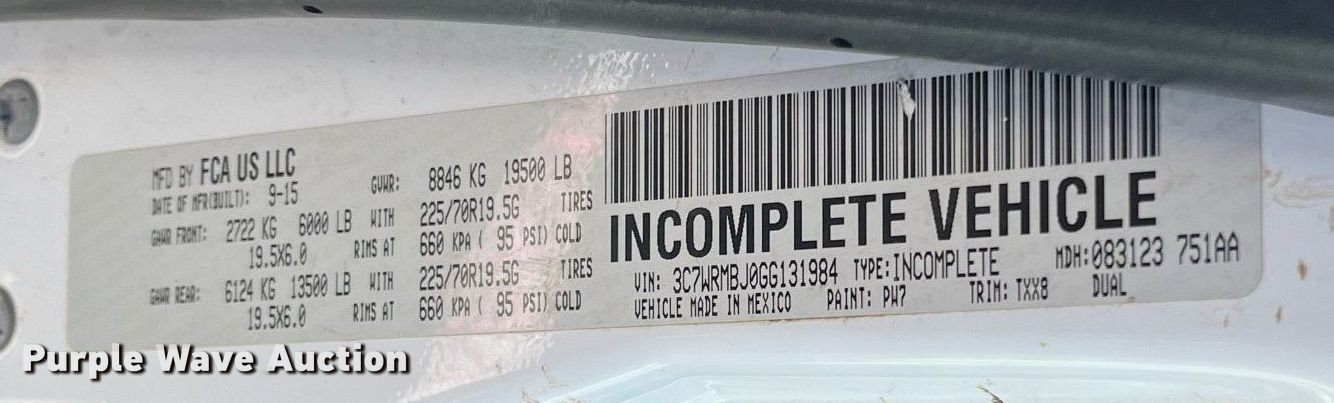 MFD BY FCA US LLC
DATE OF MFR(BUILT): 9-15 GVWR: 8846 KG 19500 LB
GAWR FRONT: 2722 KG 6000 LB WITH 225/70R19.5G TIRES
19.5X6.0 RIMS AT 660 KPA ( 95 PSI) COLD
GAWR REAR: 6124 KG 13500 LB WITH 225/70R19.5G TIRES
19.5X6.0 RIMS AT 660 KPA ( 95 PSI) COLD
INCOMPLETE VEHICLE
VIN: 3C7WRMBJ0GG131984 TYPE:INCOMPLETE MDH:083123 751AA
VEHICLE MADE IN MEXICO PAINT: PW7 TRIM: TXX8 DUAL
Purple Wave Auction